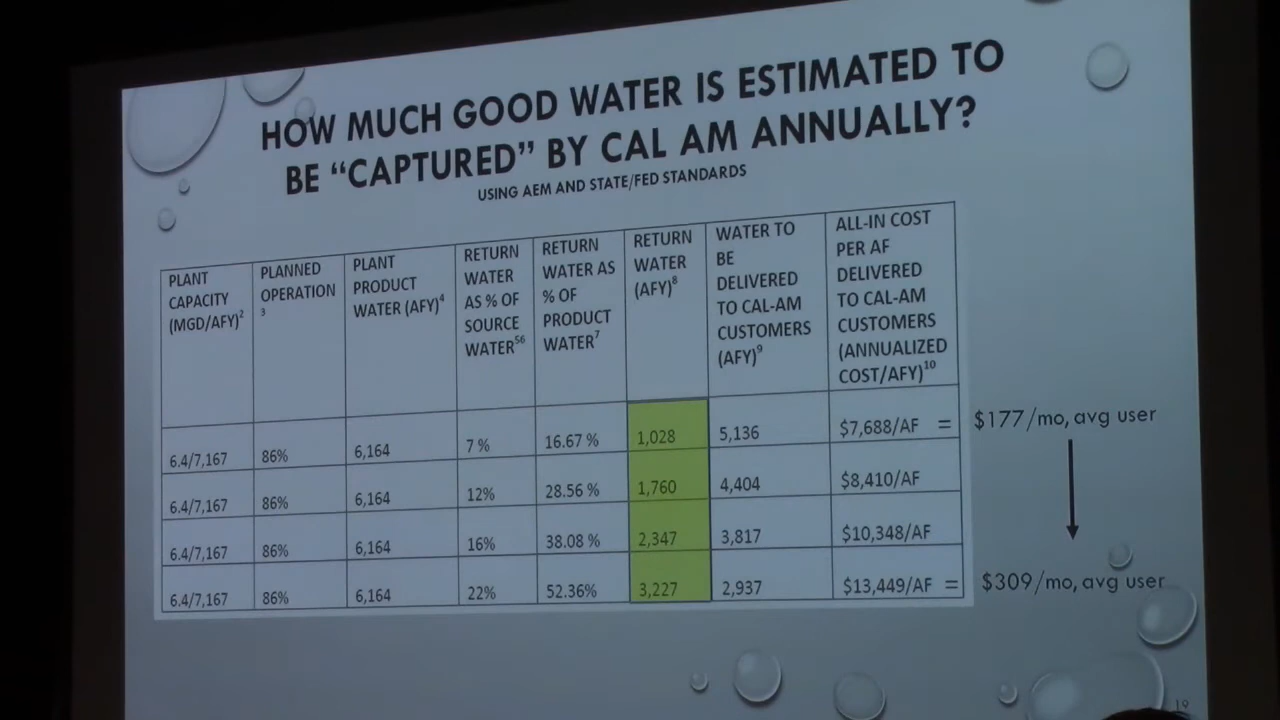 HOW MUCH GOOD WATER IS ESTIMATED TO
BE “CAPTURED” BY CAL AM ANNUALLY?
USING AEM AND STATE/FED STANDARDS
PLANT
CAPACITY
(MGD/AFY)²
PLANNED
OPERATION
3
PLANT
PRODUCT
WATER (AFY)⁴
RETURN
WATER
AS % OF
SOURCE
WATER⁵⁶
RETURN
WATER AS
% OF
PRODUCT
WATER⁷
RETURN
WATER
(AFY)⁸
WATER TO
BE
DELIVERED
TO CAL-AM
CUSTOMERS
(AFY)⁹
ALL-IN COST
PER AF
DELIVERED
TO CAL-AM
CUSTOMERS
(ANNUALIZED
COST/AFY)¹⁰
6.4/7,167 86% 6,164 7 % 16.67 % 1,028 5,136 $7,688/AF = $177/mo, avg user
6.4/7,167 86% 6,164 12% 28.56 % 1,760 4,404 $8,410/AF
6.4/7,167 86% 6,164 16% 38.08 % 2,347 3,817 $10,348/AF
6.4/7,167 86% 6,164 22% 52.36% 3,227 2,937 $13,449/AF = $309/mo, avg user
19